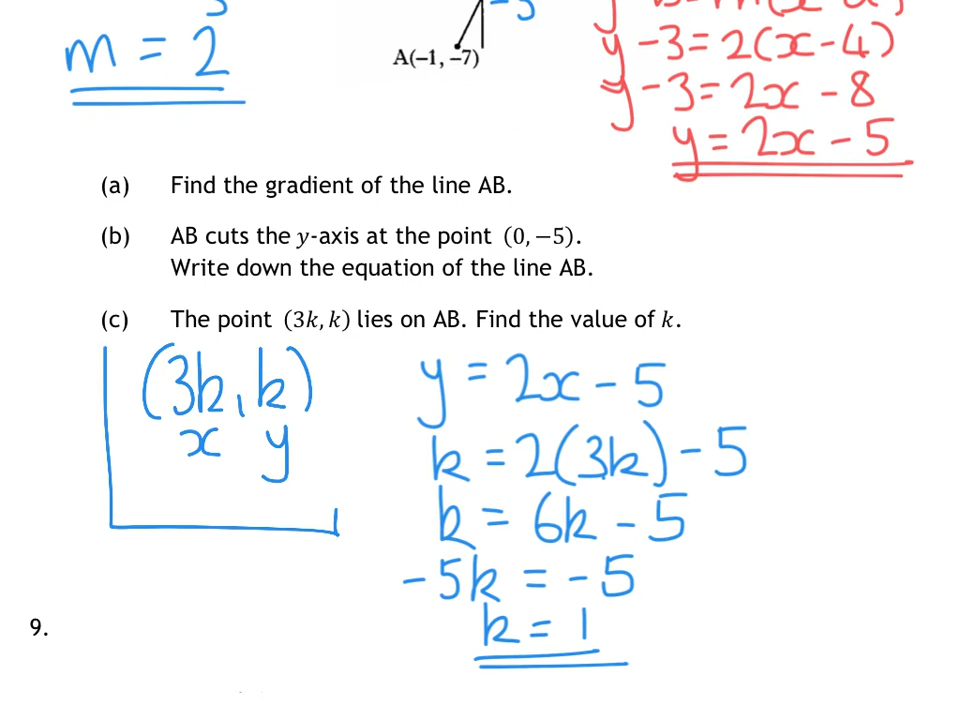 m = 2
-5
A(−1, −7)
y-3=2(x-4)
y-3=2x-8
y=2x-5
(a) Find the gradient of the line AB.
(b) AB cuts the y-axis at the point (0, −5).
Write down the equation of the line AB.
(c) The point (3k, k) lies on AB. Find the value of k.
(3k, k)
x y
y = 2x - 5
k = 2(3k) - 5
k = 6k - 5
-5k = -5
k = 1
9.